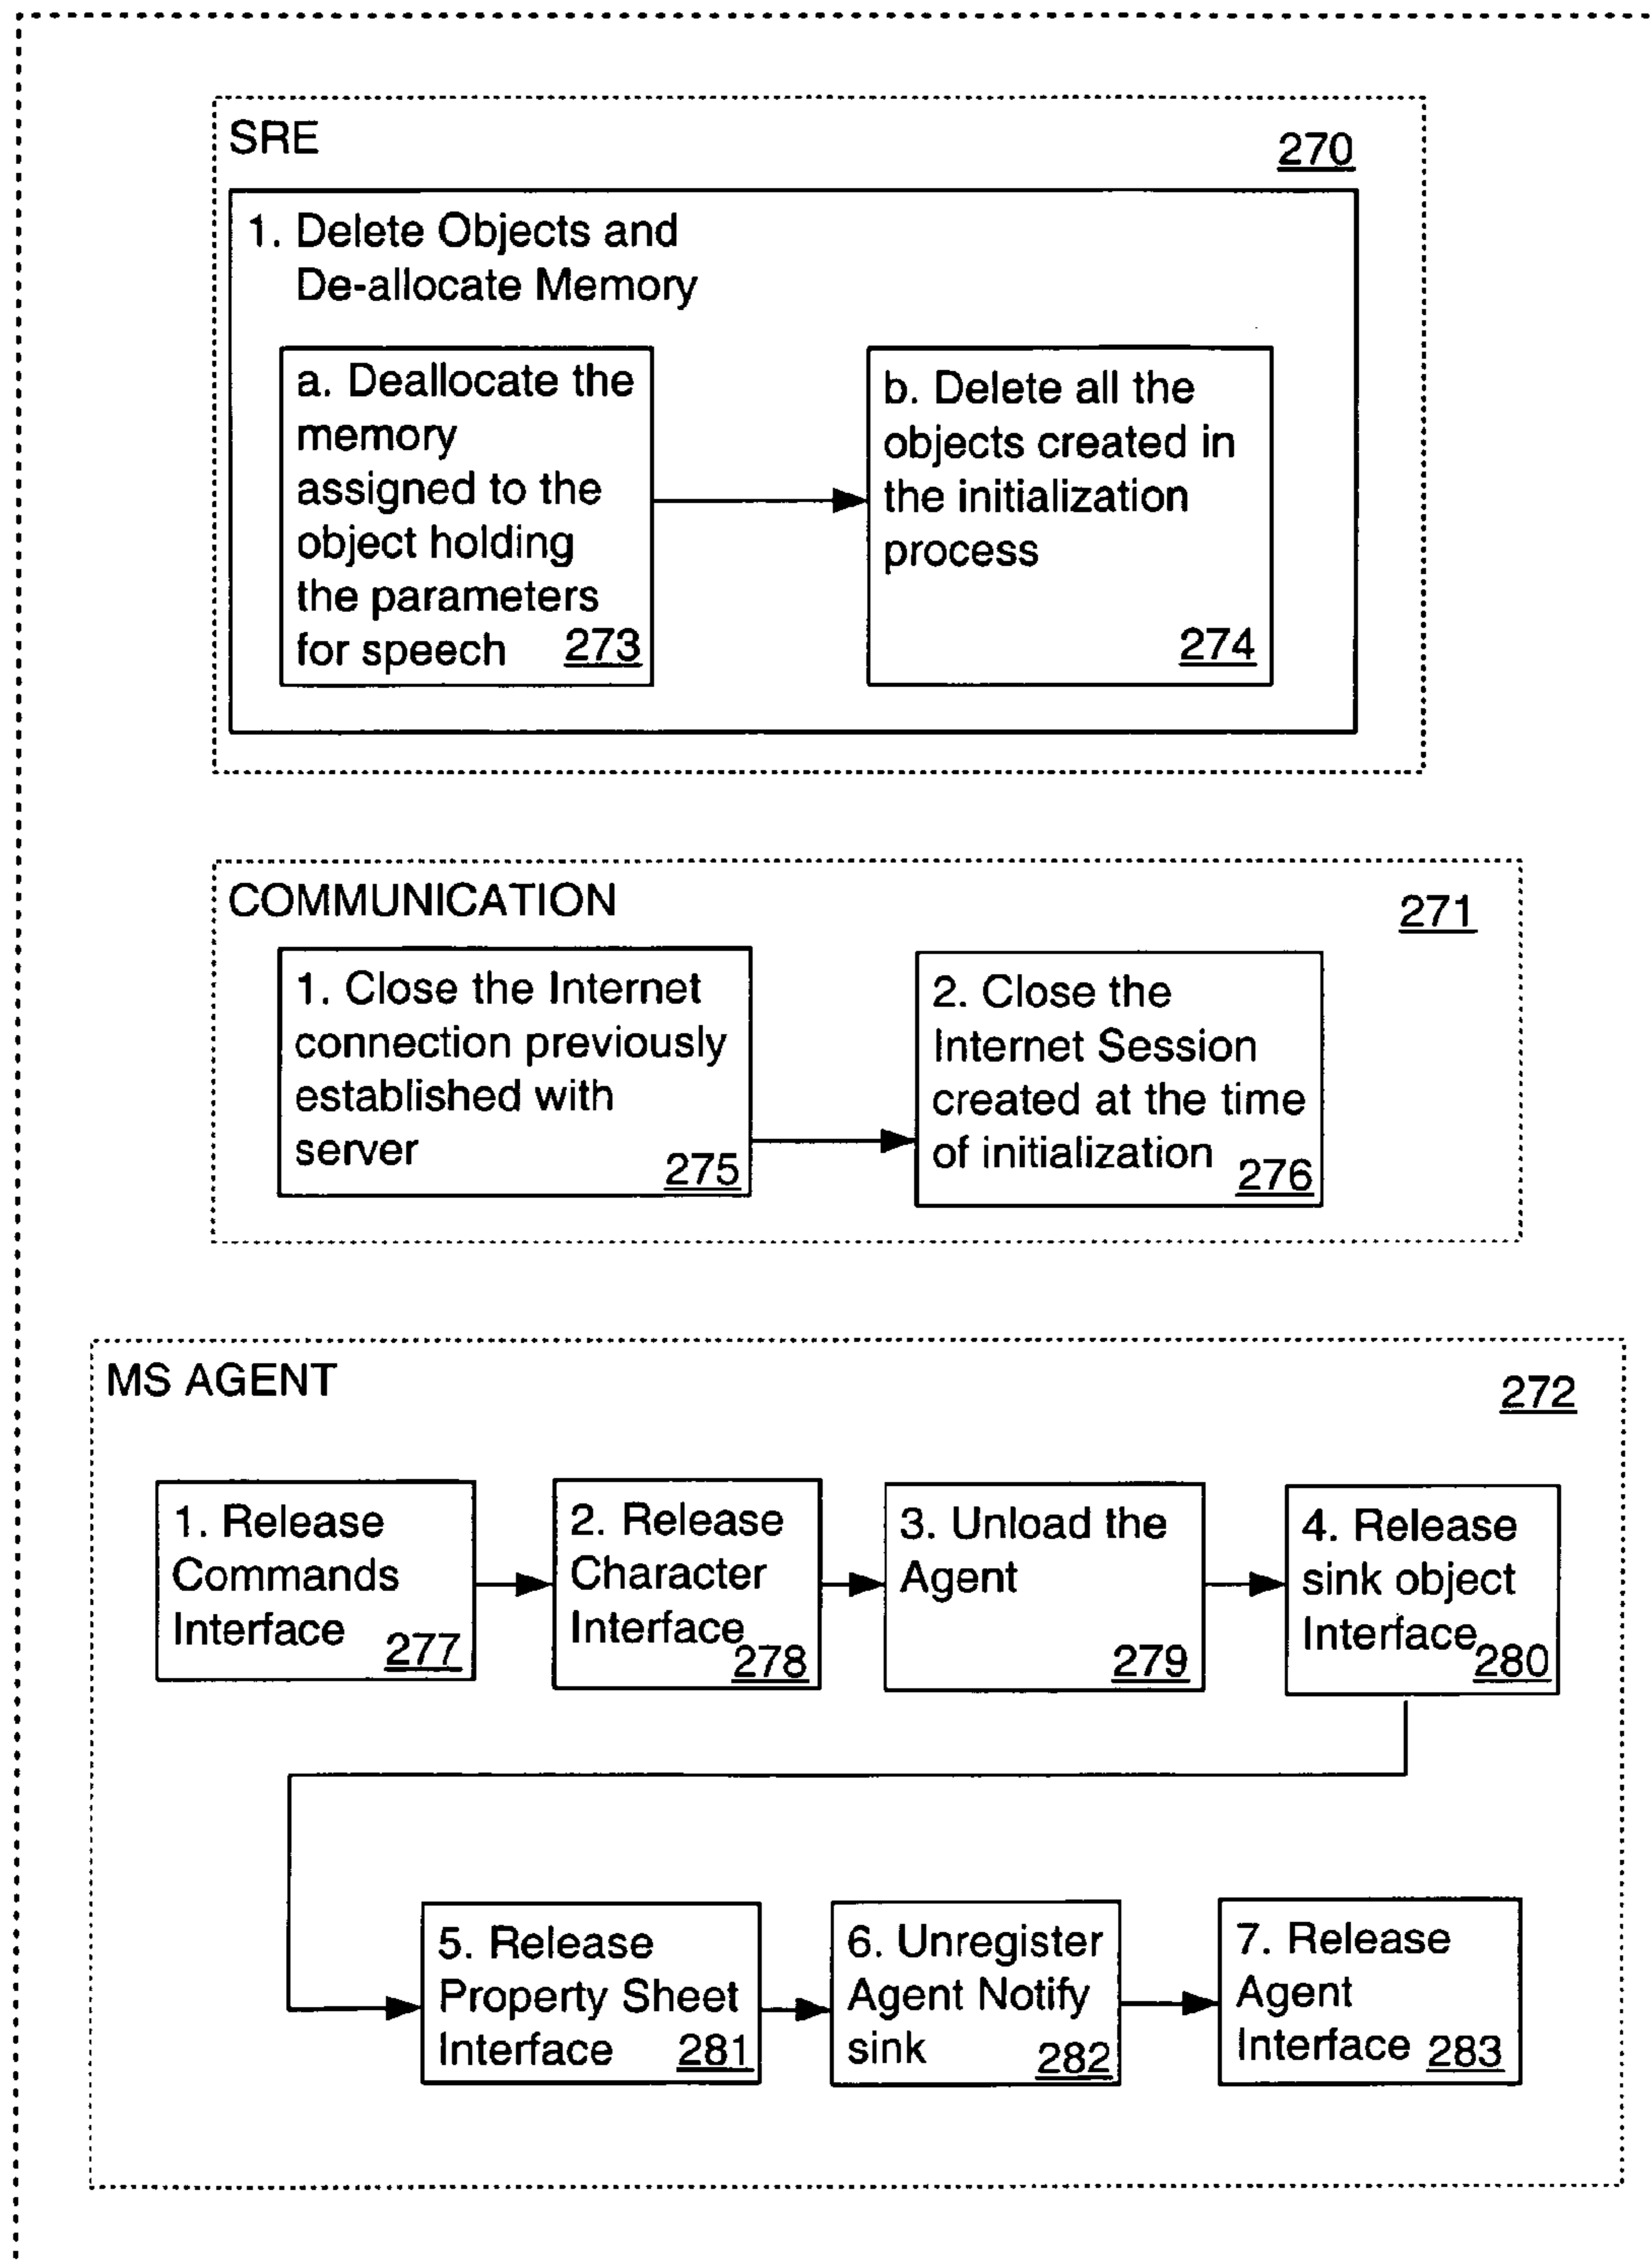 SRE
270
1. Delete Objects and
De-allocate Memory
a. Deallocate the
memory
assigned to the
object holding
the parameters
for speech 273
b. Delete all the
objects created in
the initialization
process
274
COMMUNICATION
271
1. Close the Internet
connection previously
established with
server 275
2. Close the
Internet Session
created at the time
of initialization 276
MS AGENT
272
1. Release
Commands
Interface 277
2. Release
Character
Interface 278
3. Unload the
Agent
279
4. Release
sink object
Interface 280
5. Release
Property Sheet
Interface 281
6. Unregister
Agent Notify
sink 282
7. Release
Agent
Interface 283